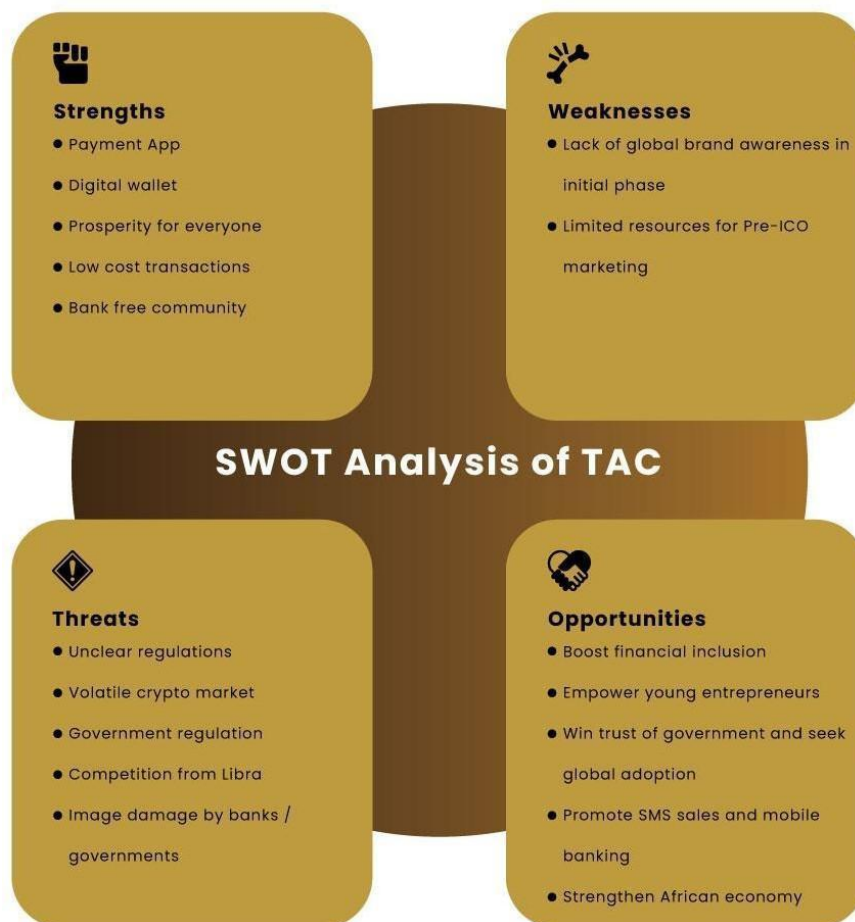 Strengths
Payment App
Digital wallet
Prosperity for everyone
Low cost transactions
Bank free community
Weaknesses
Lack of global brand awareness in
initial phase
Limited resources for Pre-ICO
marketing
SWOT Analysis of TAC
Threats
Unclear regulations
Volatile crypto market
Government regulation
Competition from Libra
Image damage by banks /
governments
Opportunities
Boost financial inclusion
Empower young entrepreneurs
Win trust of government and seek
global adoption
Promote SMS sales and mobile
banking
Strengthen African economy